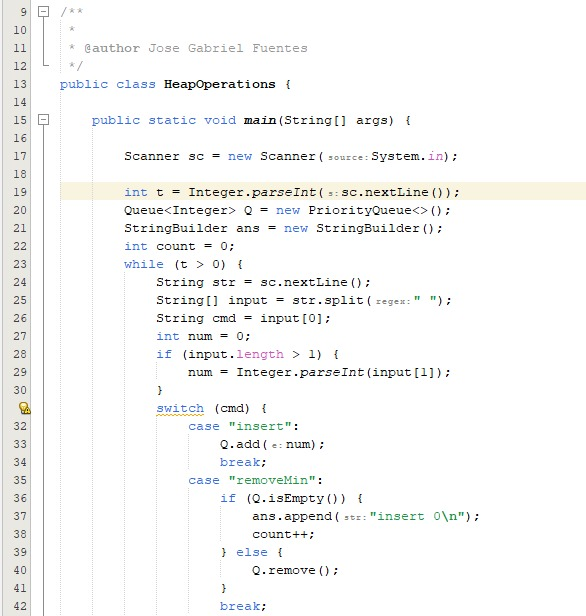 9 /**
10 *
11 * @author Jose Gabriel Fuentes
12 */
13 public class HeapOperations {
14
15 public static void main(String[] args) {
16
17 Scanner sc = new Scanner( source: System.in);
18
19 int t = Integer.parseInt( s: sc.nextLine());
20 Queue<Integer> Q = new PriorityQueue<>();
21 StringBuilder ans = new StringBuilder();
22 int count = 0;
23 while (t > 0) {
24 String str = sc.nextLine();
25 String[] input = str.split( regex: " ");
26 String cmd = input[0];
27 int num = 0;
28 if (input.length > 1) {
29 num = Integer.parseInt(input[1]);
30 }
switch (cmd) {
32 case "insert":
33 Q.add( e: num);
34 break;
35 case "removeMin":
36 if (Q.isEmpty()) {
37 ans.append( str: "insert 0\n");
38 count++;
39 } else {
40 Q.remove();
41 }
42 break;